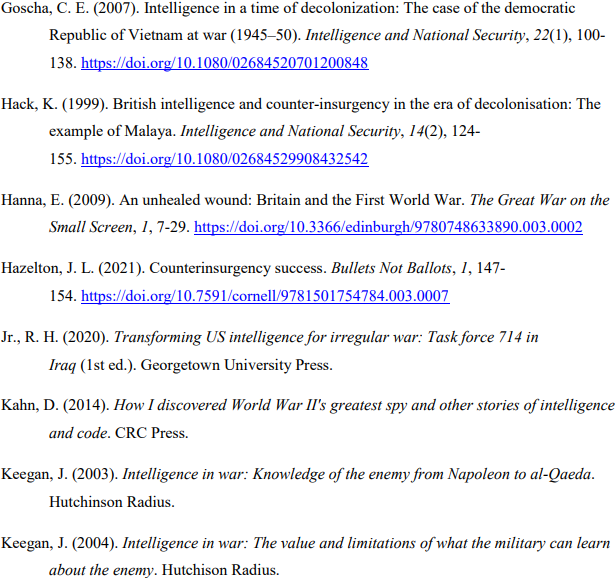 Goscha, C. E. (2007). Intelligence in a time of decolonization: The case of the democratic
Republic of Vietnam at war (1945–50). Intelligence and National Security, 22(1), 100-
138. https://doi.org/10.1080/02684520701200848
Hack, K. (1999). British intelligence and counter-insurgency in the era of decolonisation: The
example of Malaya. Intelligence and National Security, 14(2), 124-
155. https://doi.org/10.1080/02684529908432542
Hanna, E. (2009). An unhealed wound: Britain and the First World War. The Great War on the
Small Screen, 1, 7-29. https://doi.org/10.3366/edinburgh/9780748633890.003.0002
Hazelton, J. L. (2021). Counterinsurgency success. Bullets Not Ballots, 1, 147-
154. https://doi.org/10.7591/cornell/9781501754784.003.0007
Jr., R. H. (2020). Transforming US intelligence for irregular war: Task force 714 in
Iraq (1st ed.). Georgetown University Press.
Kahn, D. (2014). How I discovered World War II's greatest spy and other stories of intelligence
and code. CRC Press.
Keegan, J. (2003). Intelligence in war: Knowledge of the enemy from Napoleon to al-Qaeda.
Hutchinson Radius.
Keegan, J. (2004). Intelligence in war: The value and limitations of what the military can learn
about the enemy. Hutchison Radius.